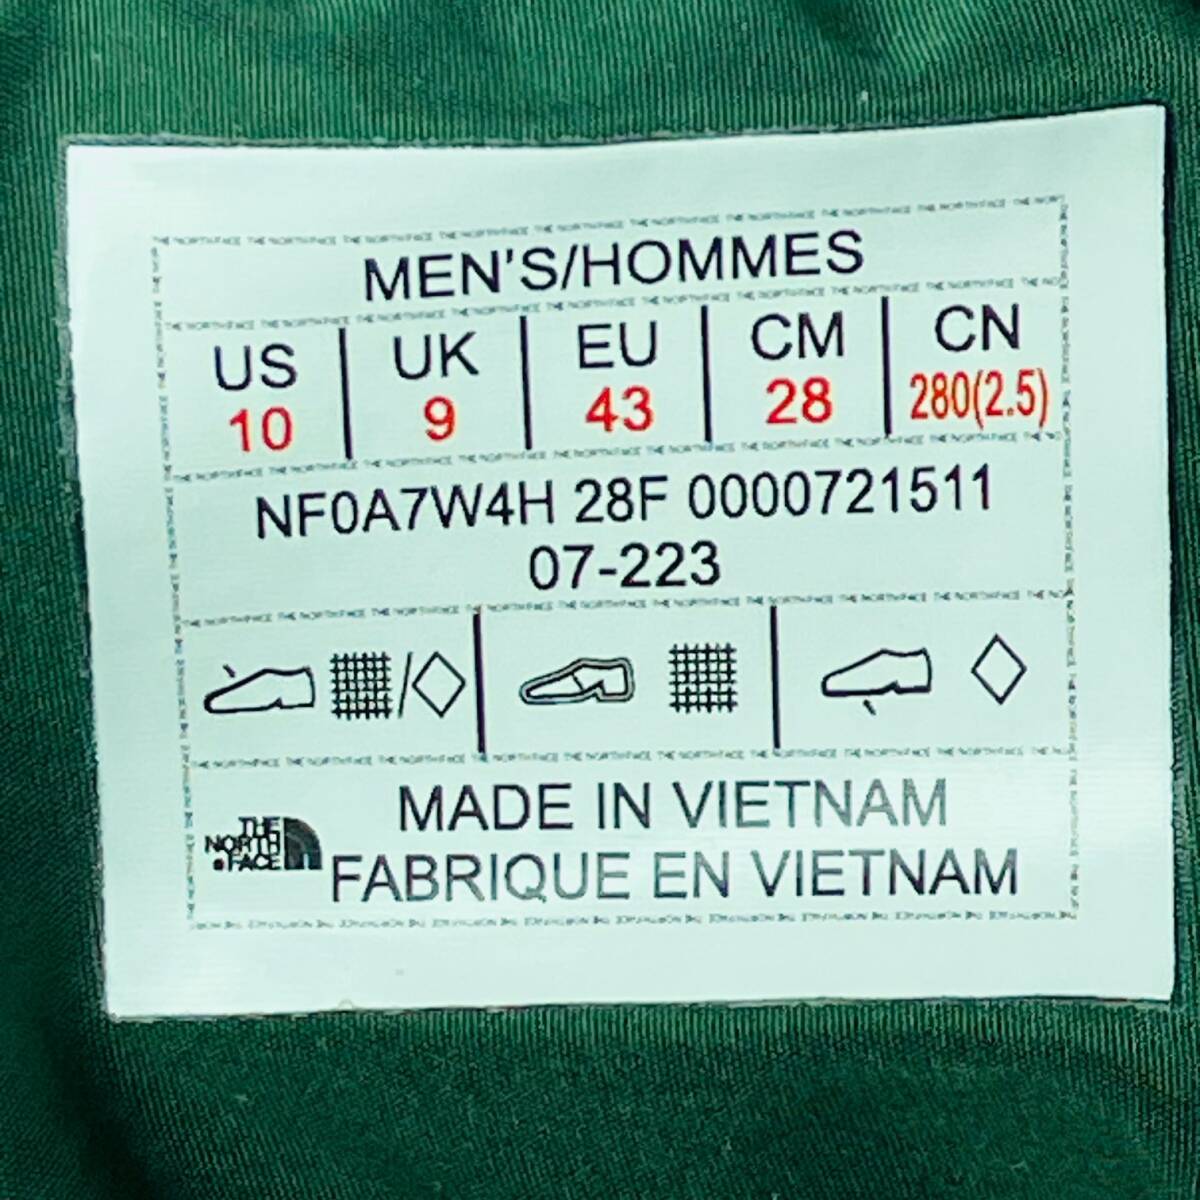 MEN'S/HOMMES
US UK EU CM CN
10 9 43 28 280(2.5)
NF0A7W4H 28F 0000721511
07-223
THE
NORTH
FACE
MADE IN VIETNAM
FABRIQUE EN VIETNAM